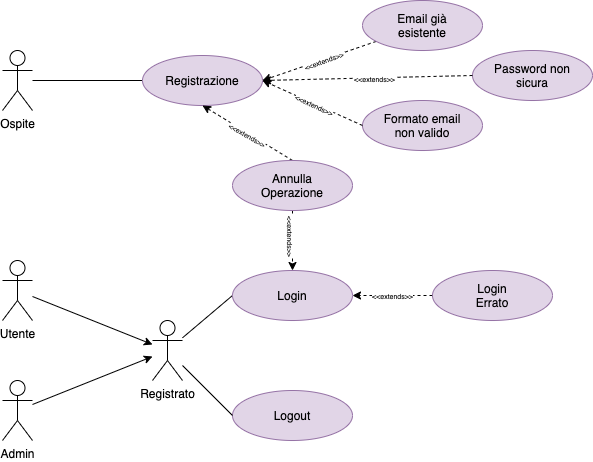 Email già
esistente
<<extends>>
Password non
sicura
<<extends>>
Registrazione
Ospite
<<extends>>
Formato email
non valido
<<extends>>
Annulla
Operazione
<<extends>>
Login
<<extends>>
Login
Errato
Utente
Registrato
Logout
Admin